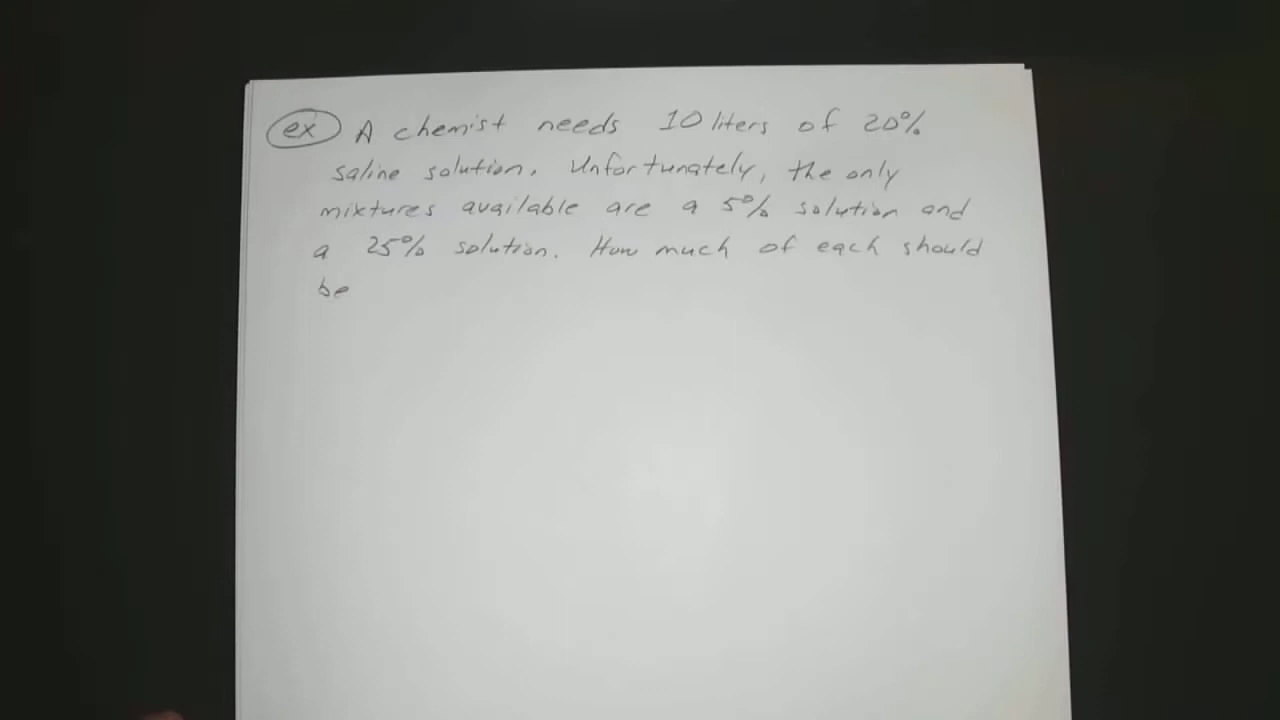 ex A chemist needs 10 liters of 20%
saline solution. Unfortunately, the only
mixtures available are a 5% solution and
a 25% solution. How much of each should
be